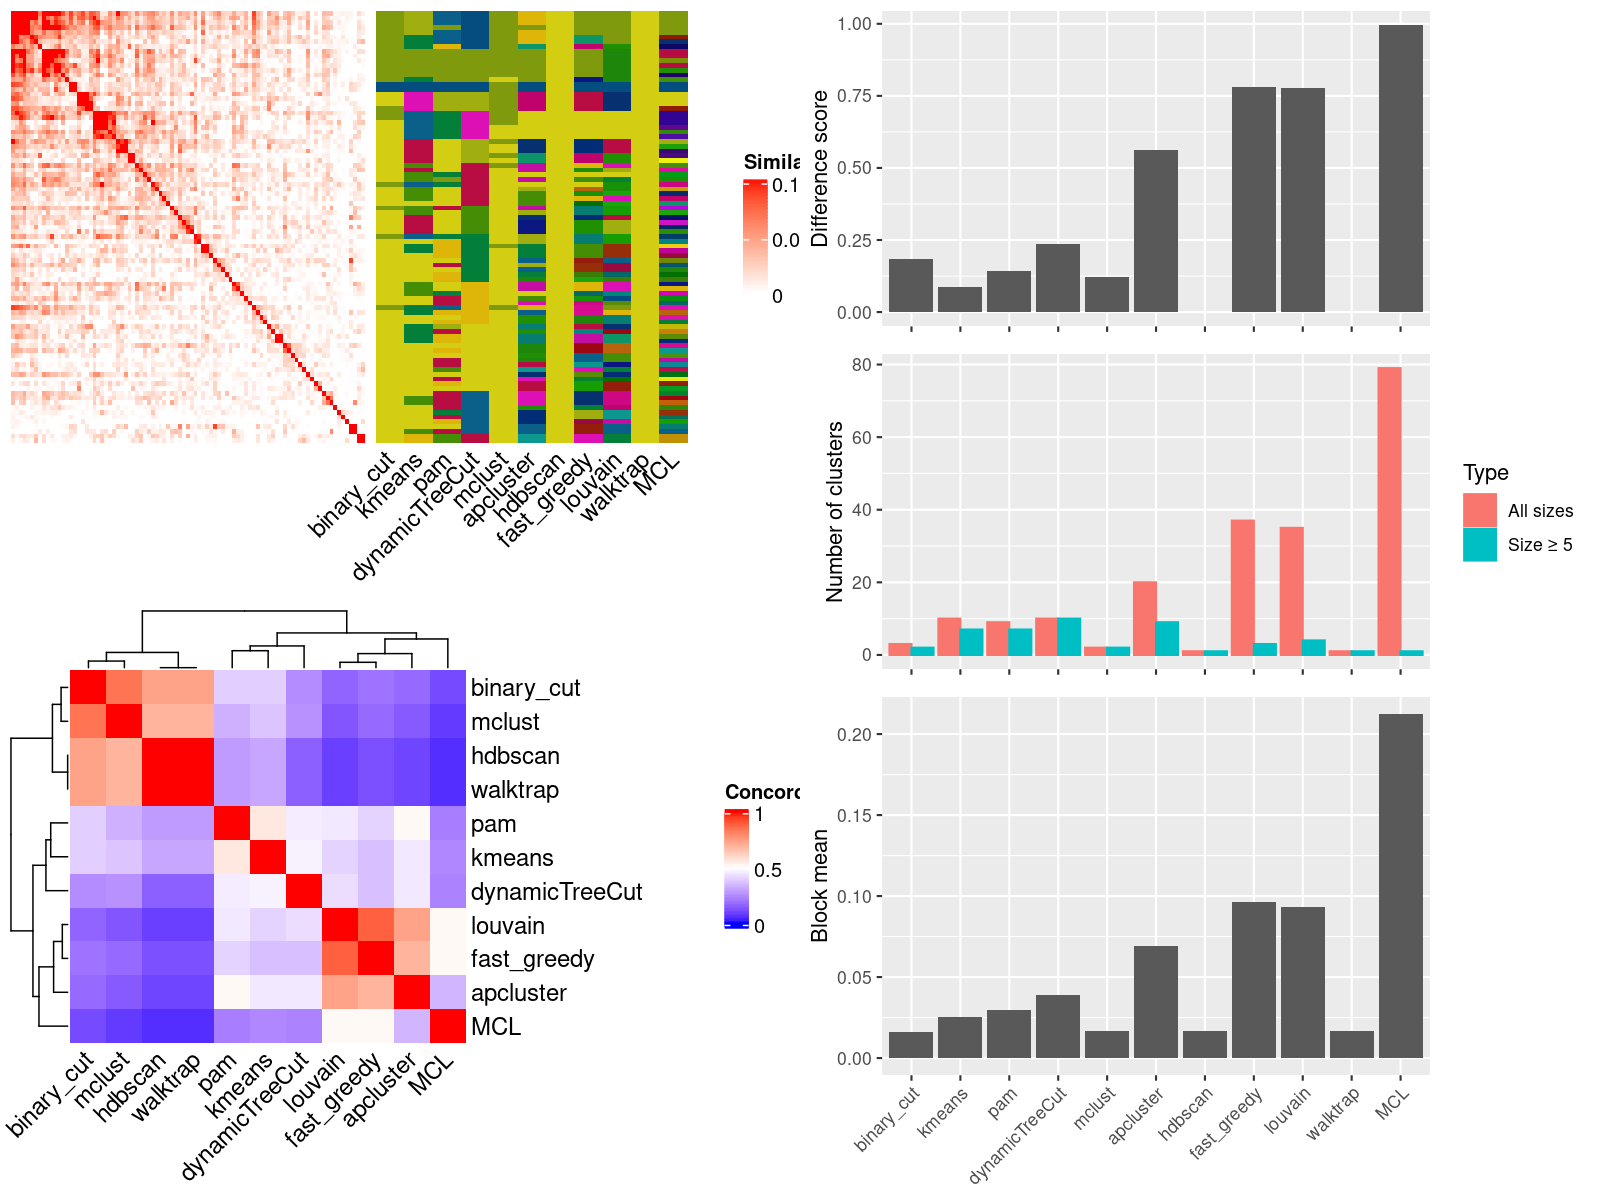 Simila
0.1
0.0
0
binary_cut
kmeans
pam
dynamicTreeCut
mclust
apcluster
hdbscan
fast_greedy
louvain
walktrap
MCL
Difference score
1.00
0.75
0.50
0.25
0.00
Number of clusters
80
60
40
20
0
Type
All sizes
Size ≥ 5
binary_cut
mclust
hdbscan
walktrap
pam
kmeans
dynamicTreeCut
louvain
fast_greedy
apcluster
MCL
binary_cut
mclust
hdbscan
walktrap
pam
kmeans
dynamicTreeCut
louvain
fast_greedy
apcluster
MCL
Concord
1
0.5
0
Block mean
0.20
0.15
0.10
0.05
0.00
binary_cut
kmeans
pam
dynamicTreeCut
mclust
apcluster
hdbscan
fast_greedy
louvain
walktrap
MCL